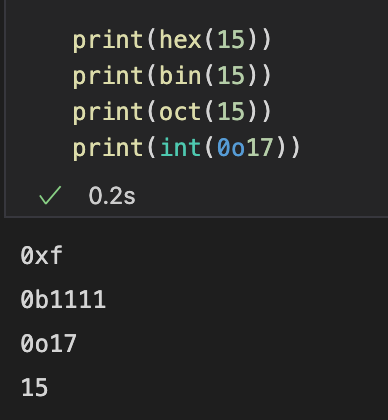 print(hex(15))
print(bin(15))
print(oct(15))
print(int(0o17))
0.2s
0xf
0b1111
0o17
15